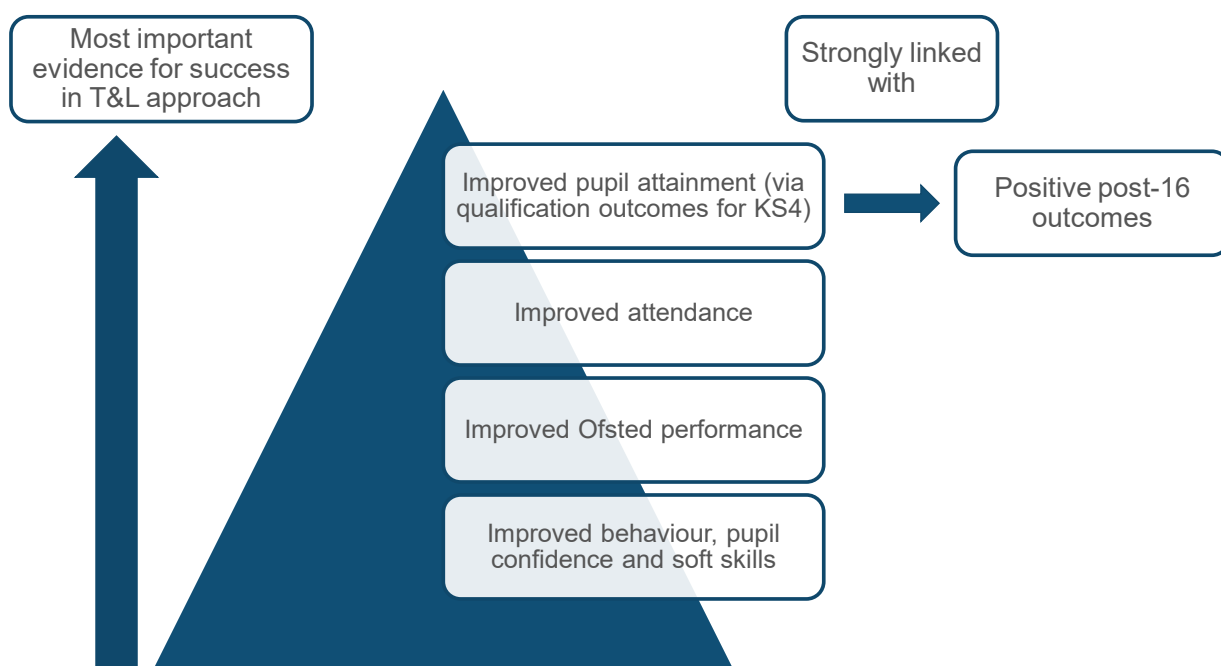 Most important
evidence for success
in T&L approach
Strongly linked
with
Improved pupil attainment (via
qualification outcomes for KS4)
Positive post-16
outcomes
Improved attendance
Improved Ofsted performance
Improved behaviour, pupil
confidence and soft skills